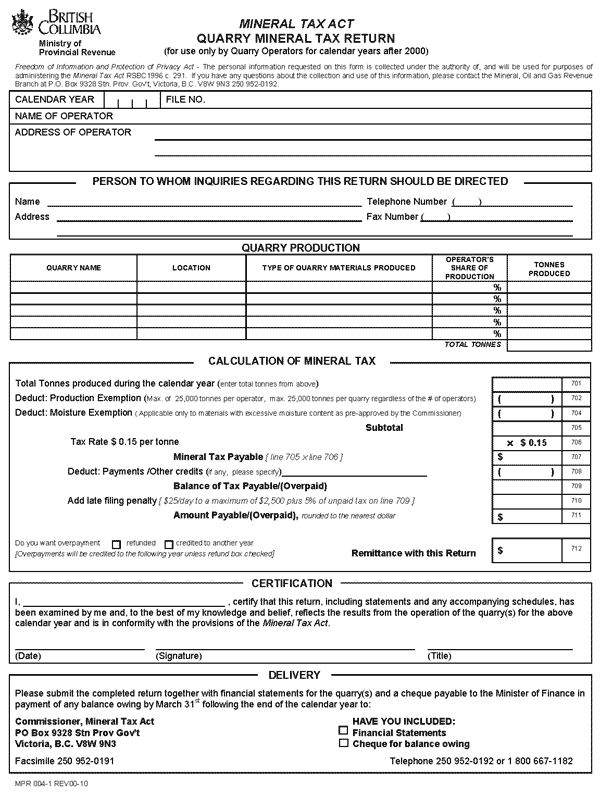 BRITISH
COLUMBIA
Ministry of
Provincial Revenue
MINERAL TAX ACT
QUARRY MINERAL TAX RETURN
(for use only by Quarry Operators for calendar years after 2000)
Freedom of Information and Protection of Privacy Act - The personal information requested on this form is collected under the authority of, and will be used for purposes of
administering the Mineral Tax Act RSBC1996 c. 291. If you have any questions about the collection and use of this information, please contact the Mineral, Oil and Gas Revenue
Branch at P.O. Box 9328 Stn. Prov. Gov't, Victoria, B.C. V8W 9N3 250 952-0192.
CALENDAR YEAR FILE NO.
NAME OF OPERATOR
ADDRESS OF OPERATOR
PERSON TO WHOM INQUIRIES REGARDING THIS RETURN SHOULD BE DIRECTED
Name Telephone Number ( )
Address Fax Number ( )
QUARRY PRODUCTION
QUARRY NAME LOCATION TYPE OF QUARRY MATERIALS PRODUCED OPERATOR'S SHARE OF PRODUCTION TONNES PRODUCED
%
%
%
%
%
TOTAL TONNES
CALCULATION OF MINERAL TAX
Total Tonnes produced during the calendar year (enter total tonnes from above) 701
Deduct: Production Exemption (Max. of 25,000 tonnes per operator, max. 25,000 tonnes per quarry regardless of the # of operators) ( ) 702
Deduct: Moisture Exemption ( Applicable only to materials with excessive moisture content as pre-approved by the Commissioner) ( ) 704
Subtotal 705
Tax Rate $ 0.15 per tonne x $ 0.15 706
Mineral Tax Payable [ line 705 x line 706 ] $ 707
Deduct: Payments /Other credits (if any, please specify) ( ) 708
Balance of Tax Payable/(Overpaid) 709
Add late filing penalty [ $25/day to a maximum of $2,500 plus 5% of unpaid tax on line 709 ] 710
Amount Payable/(Overpaid), rounded to the nearest dollar $ 711
Do you want overpayment refunded credited to another year
[Overpayments will be credited to the following year unless refund box checked] Remittance with this Return $ 712
CERTIFICATION
I, , certify that this return, including statements and any accompanying schedules, has
been examined by me and, to the best of my knowledge and belief, reflects the results from the operation of the quarry(s) for the above
calendar year and is in conformity with the provisions of the Mineral Tax Act.
(Date) (Signature) (Title)
DELIVERY
Please submit the completed return together with financial statements for the quarry(s) and a cheque payable to the Minister of Finance in
payment of any balance owing by March 31st following the end of the calendar year to:
Commissioner, Mineral Tax Act HAVE YOU INCLUDED:
PO Box 9328 Stn Prov Gov't Financial Statements
Victoria, B.C. V8W 9N3 Cheque for balance owing
Facsimile 250 952-0191 Telephone 250 952-0192 or 1 800 667-1182
MPR 004-1 REV00-10